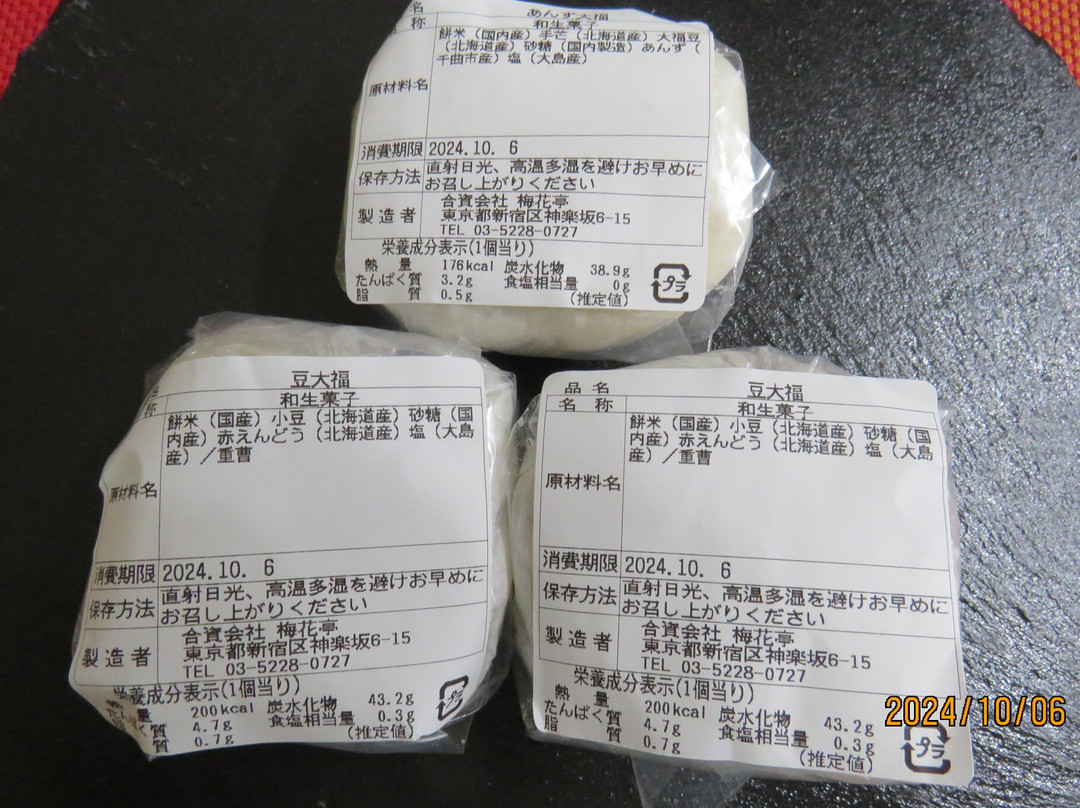 名 あんず大福
称 和生菓子
原材料名 餅米（国内産）手芒（北海道産）大福豆
（北海道産）砂糖（国内製造）あんず（
千曲市産）塩（大島産）
消費期限 2024.10. 6
保存方法 直射日光、高温多湿を避けお早めに
お召し上がりください
製造者 合資会社 梅花亭
東京都新宿区神楽坂6-15
TEL 03-5228-0727
栄養成分表示(1個当り)
熱量 176kcal 炭水化物 38.9g
たんぱく質 3.2g 食塩相当量 0g
脂質 0.5g (推定値)
プラ
名 豆大福
称 和生菓子
原材料名 餅米（国産）小豆（北海道産）砂糖（国
内産）赤えんどう（北海道産）塩（大島
産）／重曹
消費期限 2024.10. 6
保存方法 直射日光、高温多湿を避けお早めに
お召し上がりください
製造者 合資会社 梅花亭
東京都新宿区神楽坂6-15
TEL 03-5228-0727
栄養成分表示(1個当り)
量 200kcal 炭水化物 43.2g
たんぱく質 4.7g 食塩相当量 0.3g
質 0.7g (推定値)
プラ
品名 豆大福
名称 和生菓子
原材料名 餅米（国産）小豆（北海道産）砂糖（国
内産）赤えんどう（北海道産）塩（大島
産）／重曹
消費期限 2024.10. 6
保存方法 直射日光、高温多湿を避けお早めに
お召し上がりください
製造者 合資会社 梅花亭
東京都新宿区神楽坂6-15
TEL 03-5228-0727
栄養成分表示(1個当り)
熱量 200kcal 炭水化物 43.2g
たんぱく質 4.7g 食塩相当量 0.3g
脂質 0.7g (推定値)
プラ
2024/10/06